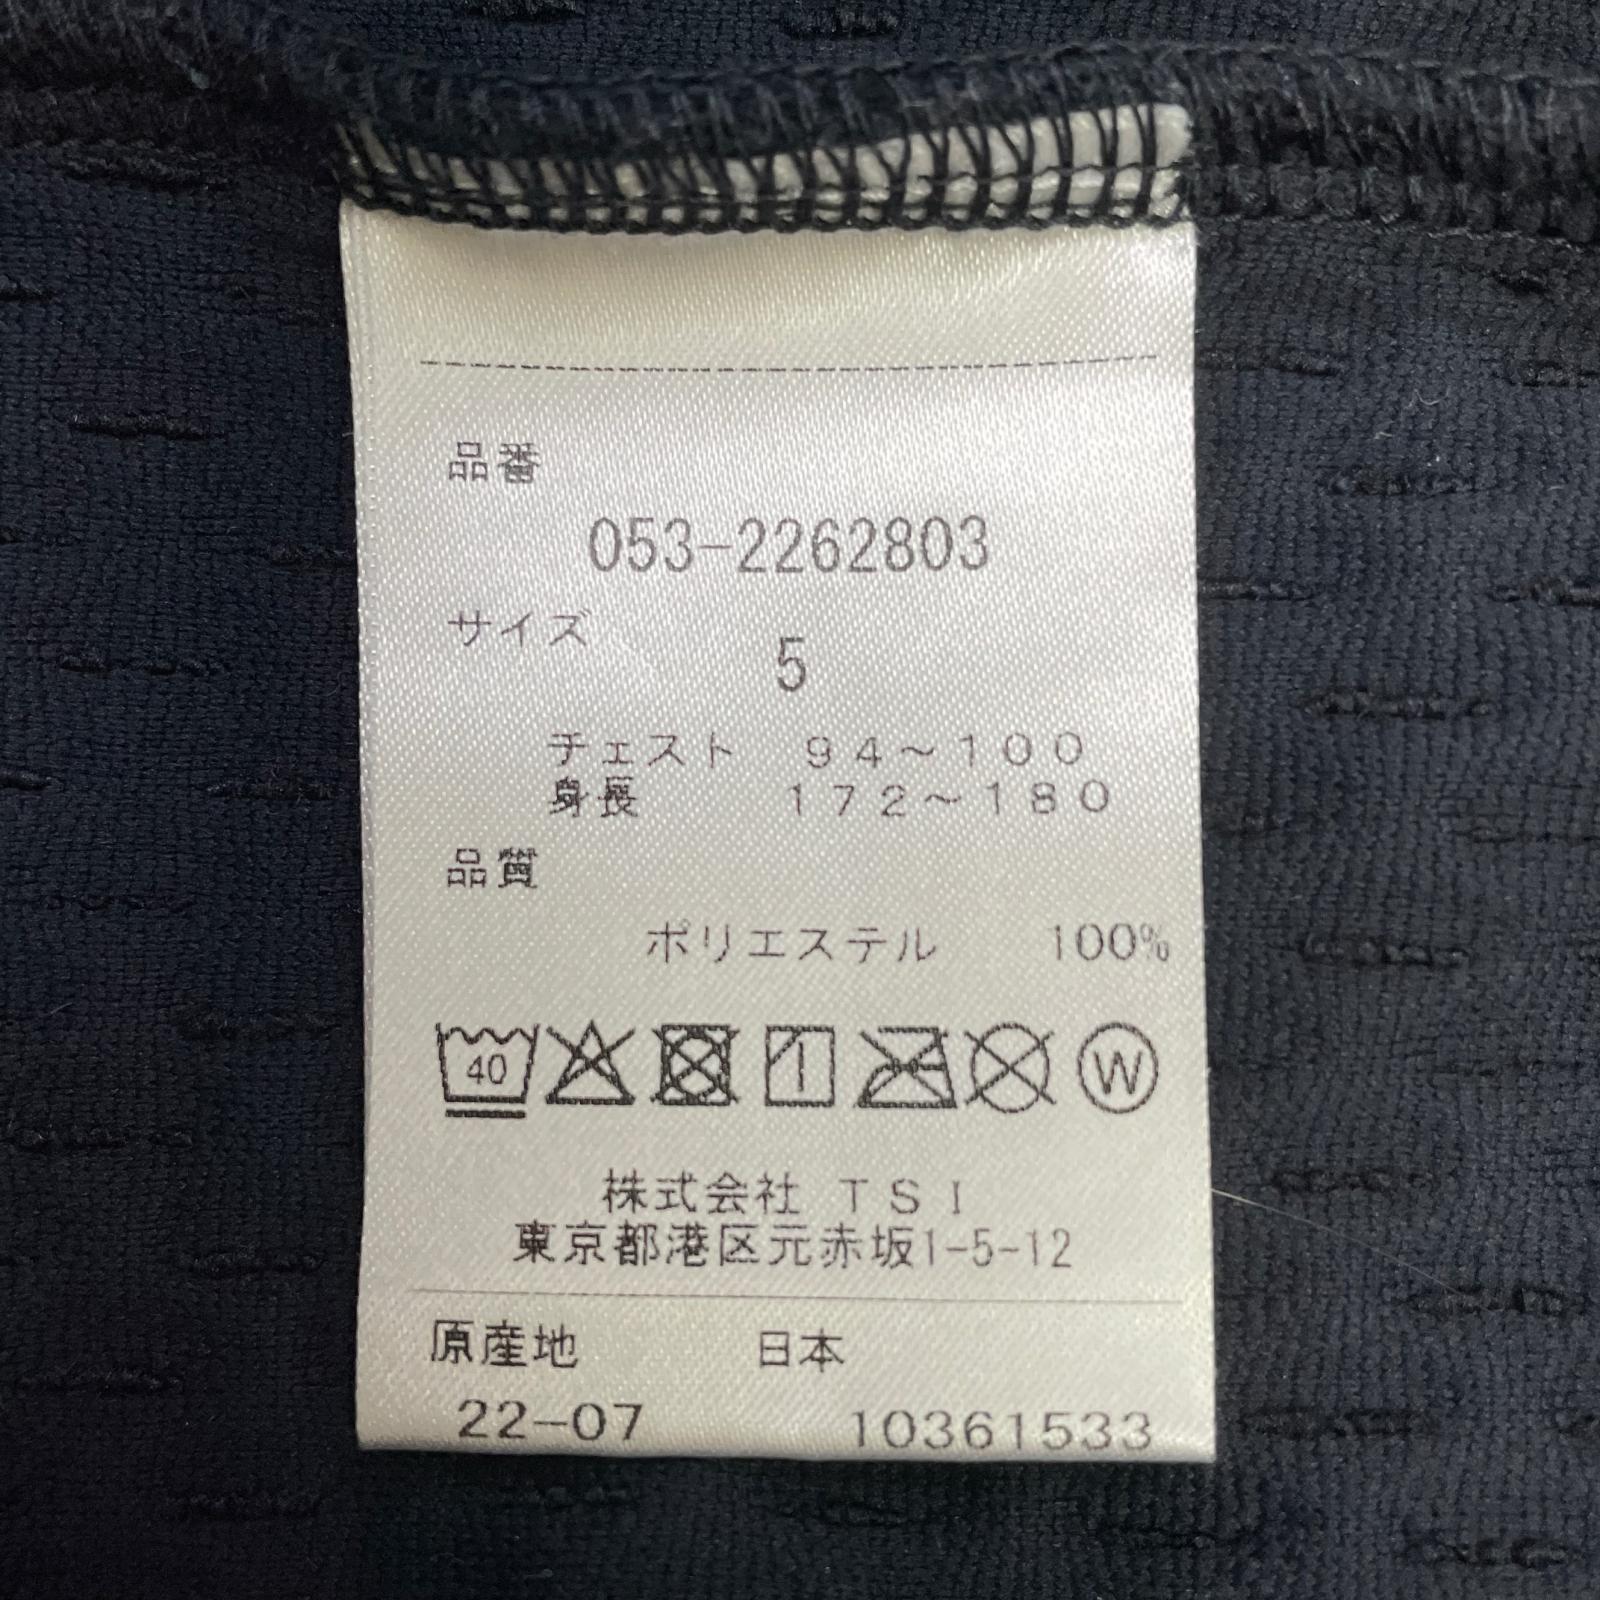 品番
053-2262803
サイズ
5
チェスト 94～100
身長 172～180
品質
ポリエステル 100%
40 W
株式会社 TSI
東京都港区元赤坂1-5-12
原産地 日本
22-07 10361533